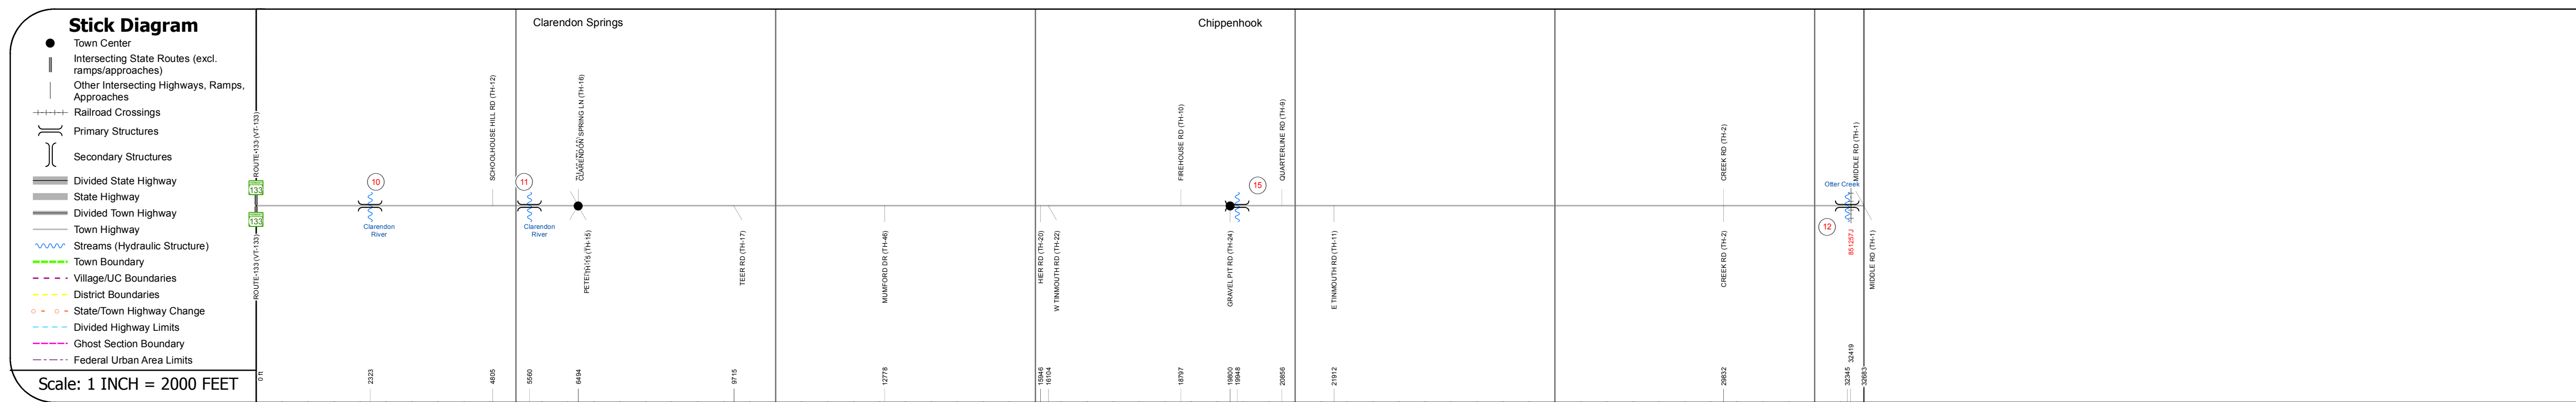 Stick Diagram
Town Center
Intersecting State Routes (excl.
ramps/approaches)
Other Intersecting Highways, Ramps,
Approaches
Railroad Crossings
Primary Structures
Secondary Structures
Divided State Highway
State Highway
Divided Town Highway
Town Highway
Streams (Hydraulic Structure)
Town Boundary
Village/UC Boundaries
District Boundaries
State/Town Highway Change
Divided Highway Limits
Ghost Section Boundary
Federal Urban Area Limits
Scale: 1 INCH = 2000 FEET
Clarendon Springs
Chippenhook
ROUTE-133 (VT-133)
SCHOOLHOUSE HILL RD (TH-12)
CLARENDON SPRING LN (TH-16)
FIREHOUSE RD (TH-10)
QUARTERLINE RD (TH-9)
CREEK RD (TH-2)
MIDDLE RD (TH-1)
133
133
10
11
15
12
Clarendon
River
Clarendon
River
Otter Creek
851257J
ROUTE-133 (VT-133)
TEER RD (TH-17)
MUMFORD DR (TH-46)
HIER RD (TH-20)
W TINMOUTH RD (TH-22)
GRAVEL PIT RD (TH-24)
E TINMOUTH RD (TH-11)
CREEK RD (TH-2)
MIDDLE RD (TH-1)
0 ft
2323
4805
5560
6494
9715
12778
15946
16104
18797
19800
19948
20856
21912
29832
32345
32419
32683